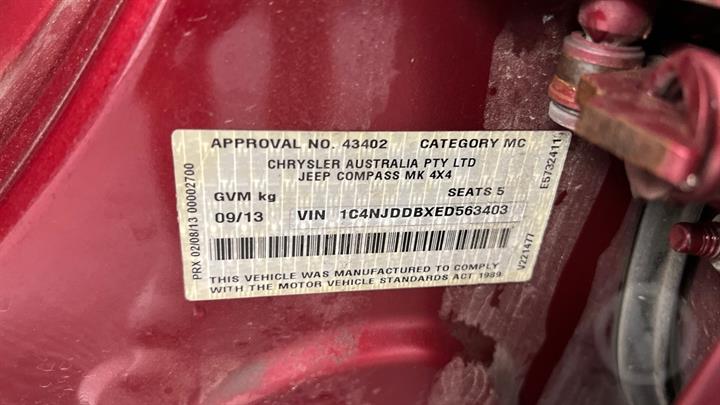 APPROVAL NO. 43402 CATEGORY MC
CHRYSLER AUSTRALIA PTY LTD
JEEP COMPASS MK 4X4
GVM kg SEATS 5
09/13 VIN 1C4NJDDBXED563403
THIS VEHICLE WAS MANUFACTURED TO COMPLY
WITH THE MOTOR VEHICLE STANDARDS ACT 1989
PRX 02/08/13 00002700
E5732411
V221477